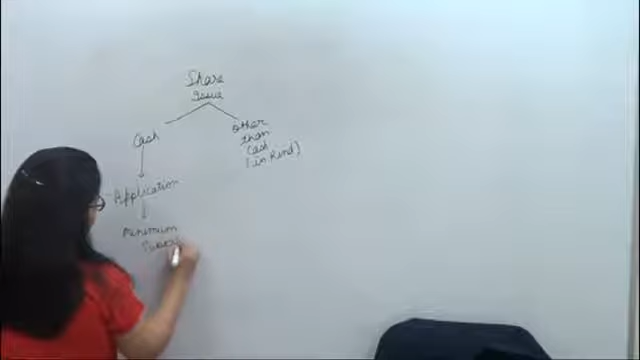 Share
Issue
Cash
other
than
Cash
(in Kind)
Application
Minimum